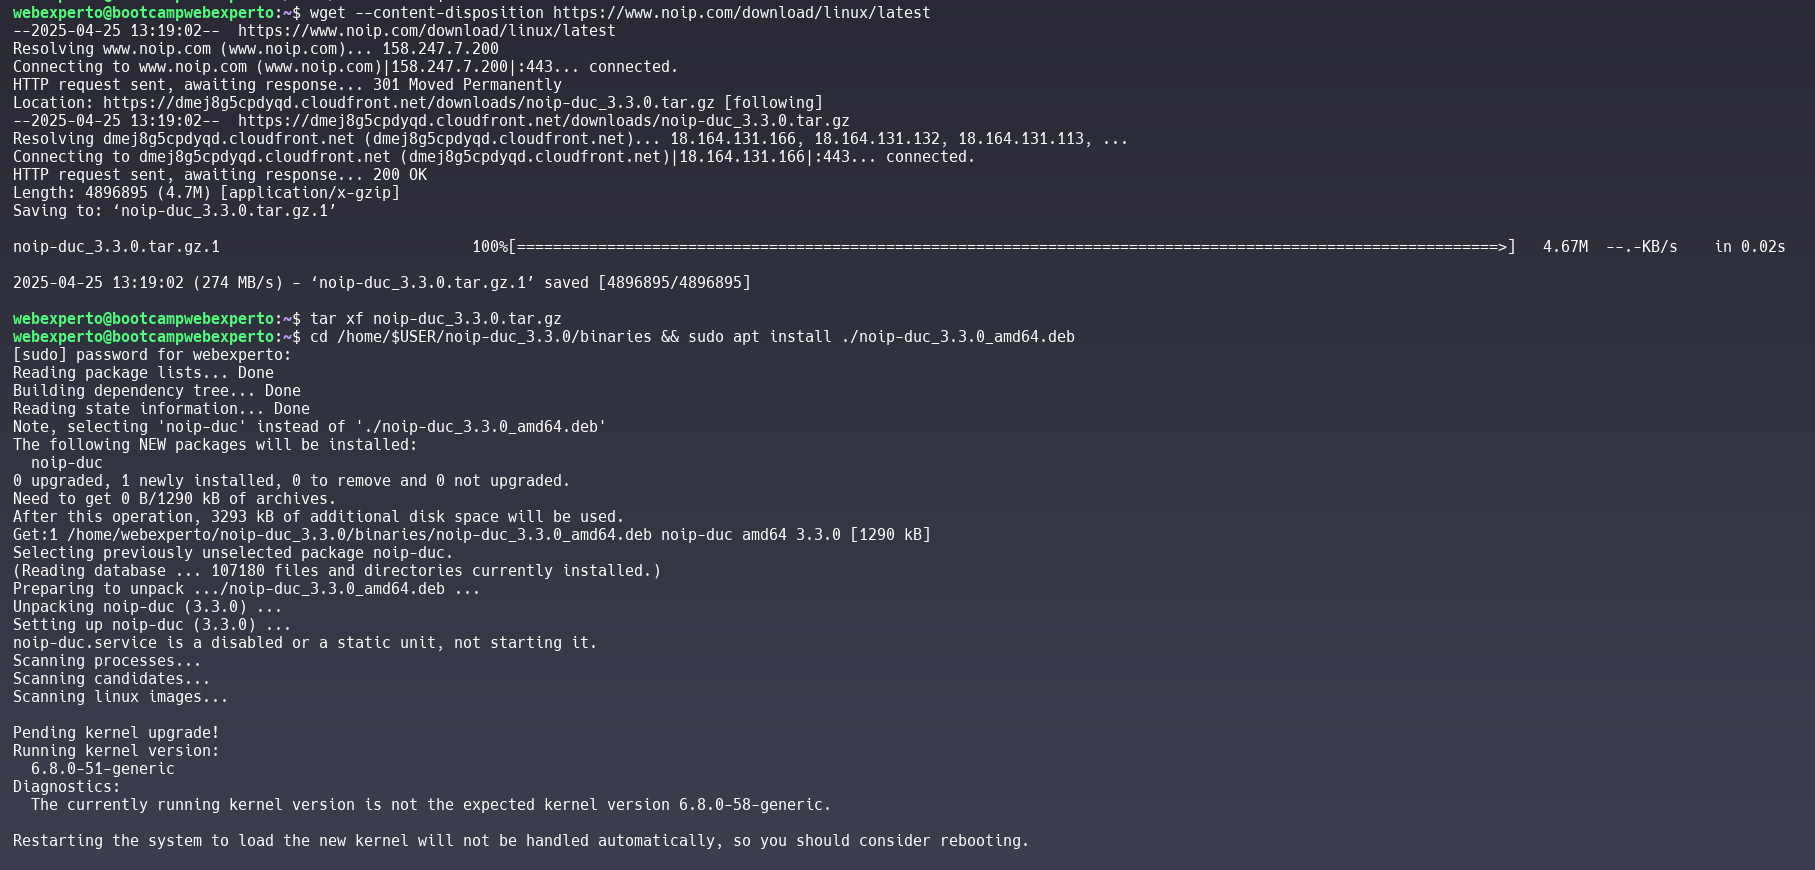 webexperto@bootcampwebexperto:~$ wget --content-disposition https://www.noip.com/download/linux/latest
--2025-04-25 13:19:02--  https://www.noip.com/download/linux/latest
Resolving www.noip.com (www.noip.com)... 158.247.7.200
Connecting to www.noip.com (www.noip.com)|158.247.7.200|:443... connected.
HTTP request sent, awaiting response... 301 Moved Permanently
Location: https://dmej8g5cpdyqd.cloudfront.net/downloads/noip-duc_3.3.0.tar.gz [following]
--2025-04-25 13:19:02--  https://dmej8g5cpdyqd.cloudfront.net/downloads/noip-duc_3.3.0.tar.gz
Resolving dmej8g5cpdyqd.cloudfront.net (dmej8g5cpdyqd.cloudfront.net)... 18.164.131.166, 18.164.131.132, 18.164.131.113, ...
Connecting to dmej8g5cpdyqd.cloudfront.net (dmej8g5cpdyqd.cloudfront.net)|18.164.131.166|:443... connected.
HTTP request sent, awaiting response... 200 OK
Length: 4896895 (4.7M) [application/x-gzip]
Saving to: ‘noip-duc_3.3.0.tar.gz.1’
noip-duc_3.3.0.tar.gz.1                            100%[=============================================================================================================>]   4.67M  --.-KB/s    in 0.02s
2025-04-25 13:19:02 (274 MB/s) - ‘noip-duc_3.3.0.tar.gz.1’ saved [4896895/4896895]
webexperto@bootcampwebexperto:~$ tar xf noip-duc_3.3.0.tar.gz
webexperto@bootcampwebexperto:~$ cd /home/$USER/noip-duc_3.3.0/binaries && sudo apt install ./noip-duc_3.3.0_amd64.deb
[sudo] password for webexperto:
Reading package lists... Done
Building dependency tree... Done
Reading state information... Done
Note, selecting 'noip-duc' instead of './noip-duc_3.3.0_amd64.deb'
The following NEW packages will be installed:
  noip-duc
0 upgraded, 1 newly installed, 0 to remove and 0 not upgraded.
Need to get 0 B/1290 kB of archives.
After this operation, 3293 kB of additional disk space will be used.
Get:1 /home/webexperto/noip-duc_3.3.0/binaries/noip-duc_3.3.0_amd64.deb noip-duc amd64 3.3.0 [1290 kB]
Selecting previously unselected package noip-duc.
(Reading database ... 107180 files and directories currently installed.)
Preparing to unpack .../noip-duc_3.3.0_amd64.deb ...
Unpacking noip-duc (3.3.0) ...
Setting up noip-duc (3.3.0) ...
noip-duc.service is a disabled or a static unit, not starting it.
Scanning processes...
Scanning candidates...
Scanning linux images...
Pending kernel upgrade!
Running kernel version:
  6.8.0-51-generic
Diagnostics:
  The currently running kernel version is not the expected kernel version 6.8.0-58-generic.
Restarting the system to load the new kernel will not be handled automatically, so you should consider rebooting.